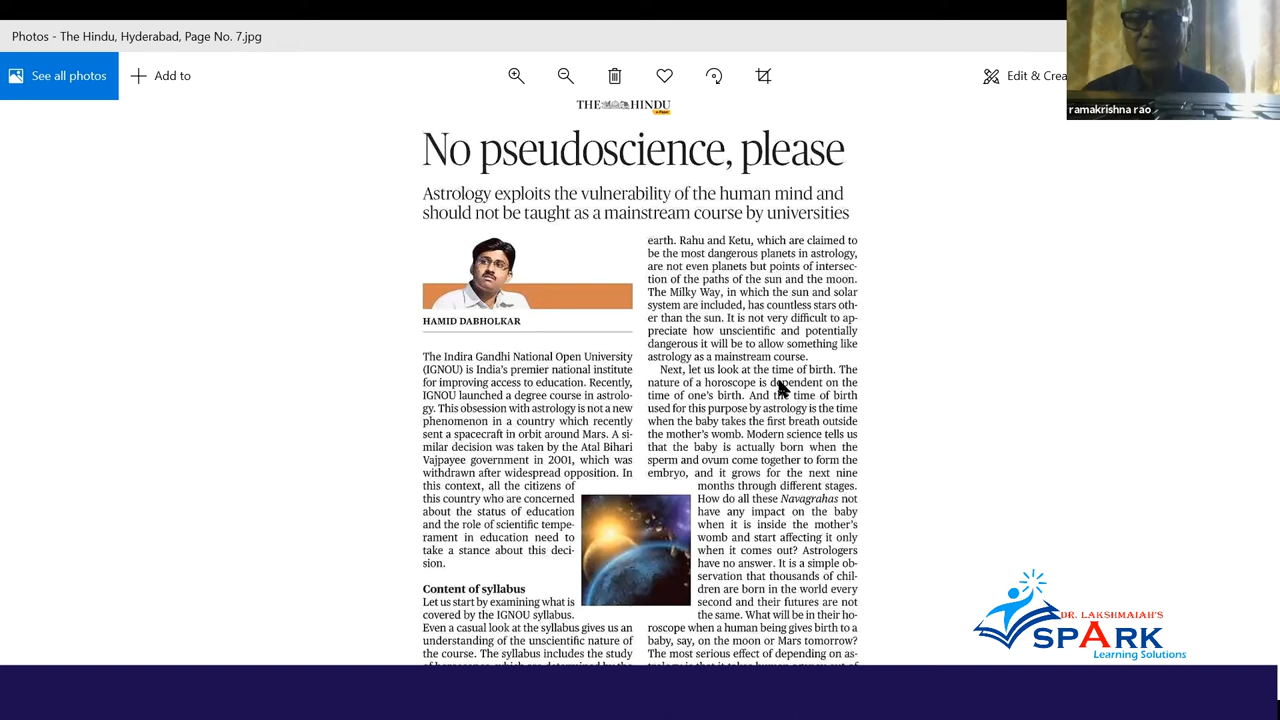 Photos - The Hindu, Hyderabad, Page No. 7.jpg
ramakrishna rao
See all photos
Add to
Edit & Crea
THE HINDU
No pseudoscience, please
Astrology exploits the vulnerability of the human mind and
should not be taught as a mainstream course by universities
HAMID DABHOLKAR
The Indira Gandhi National Open University
(IGNOU) is India's premier national institute
for improving access to education. Recently,
IGNOU launched a degree course in astrolo-
gy. This obsession with astrology is not a new
phenomenon in a country which recently
sent a spacecraft in orbit around Mars. A si-
milar decision was taken by the Atal Bihari
Vajpayee government in 2001, which was
withdrawn after widespread opposition. In
this context, all the citizens of
this country who are concerned
about the status of education
and the role of scientific tempe-
rament in education need to
take a stance about this deci-
sion.
Content of syllabus
Let us start by examining what is
covered by the IGNOU syllabus.
Even a casual look at the syllabus gives us an
understanding of the unscientific nature of
the course. The syllabus includes the study
earth. Rahu and Ketu, which are claimed to
be the most dangerous planets in astrology,
are not even planets but points of intersec-
tion of the paths of the sun and the moon.
The Milky Way, in which the sun and solar
system are included, has countless stars oth-
er than the sun. It is not very difficult to ap-
preciate how unscientific and potentially
dangerous it will be to allow something like
astrology as a mainstream course.
Next, let us look at the time of birth. The
nature of a horoscope is dependent on the
time of one's birth. And the time of birth
used for this purpose by astrology is the time
when the baby takes the first breath outside
the mother's womb. Modern science tells us
that the baby is actually born when the
sperm and ovum come together to form the
embryo, and it grows for the next nine
months through different stages.
How do all these Navagrahas not
have any impact on the baby
when it is inside the mother's
womb and start affecting it only
when it comes out? Astrologers
have no answer. It is a simple ob-
servation that thousands of chil-
dren are born in the world every
second and their futures are not
the same. What will be in their ho-
roscope when a human being gives birth to a
baby, say, on the moon or Mars tomorrow?
The most serious effect of depending on as-
DR. LAKSHMAIAH'S
SPARK
Learning Solutions